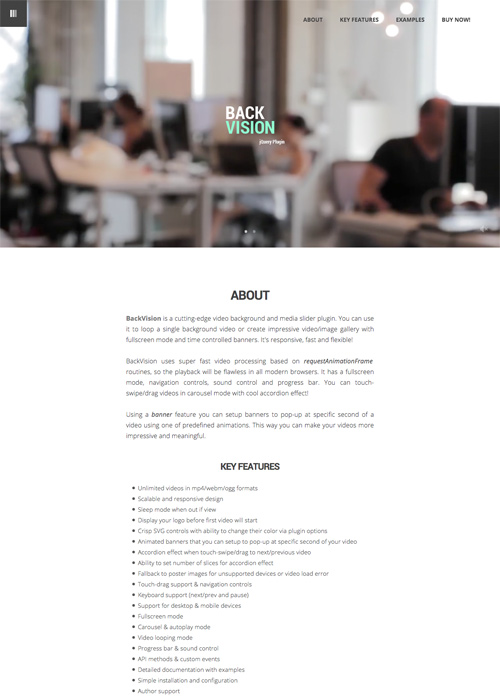 ABOUT KEY FEATURES EXAMPLES BUY NOW!
BACK
VISION
jQuery Plugin
ABOUT
BackVision is a cutting-edge video background and media slider plugin. You can use
it to loop a single background video or create impressive video/image gallery with
fullscreen mode and time controlled banners. It's responsive, fast and flexible!
BackVision uses super fast video processing based on requestAnimationFrame
routines, so the playback will be flawless in all modern browsers. It has a fullscreen
mode, navigation controls, sound control and progress bar. You can touch-
swipe/drag videos in carousel mode with cool accordion effect!
Using a banner feature you can setup banners to pop-up at specific second of a
video using one of predefined animations. This way you can make your videos more
impressive and meaningful.
KEY FEATURES
Unlimited videos in mp4/webm/ogg formats
Scalable and responsive design
Sleep mode when out if view
Display your logo before first video will start
Crisp SVG controls with ability to change their color via plugin options
Animated banners that you can setup to pop-up at specific second of your video
Accordion effect when touch-swipe/drag to next/previous video
Ability to set number of slices for accordion effect
Fallback to poster images for unsupported devices or video load error
Touch-drag support & navigation controls
Keyboard support (next/prev and pause)
Support for desktop & mobile devices
Fullscreen mode
Carousel & autoplay mode
Video looping mode
Progress bar & sound control
API methods & custom events
Detailed documentation with examples
Simple installation and configuration
Author support